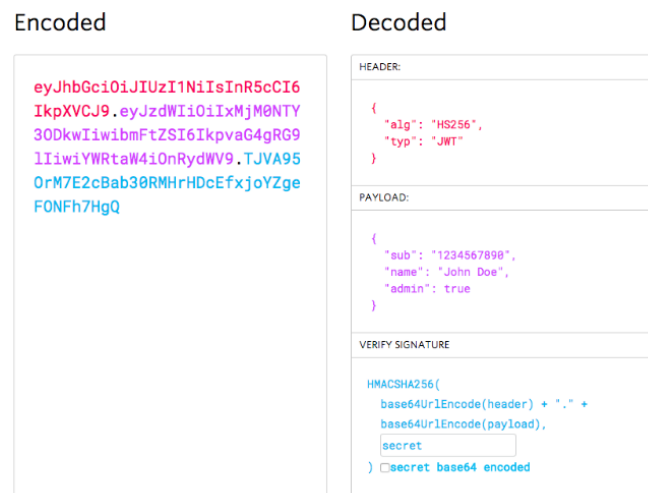 Encoded
eyJhbGciOiJIUzI1NiIsInR5cCI6
IkpXVCJ9.eyJzdWIiOiIxMjM0NTY
3ODkwIiwibmFtZSI6IkpvaG4gRG9
lIiwiYWRtaW4iOnRydWV9.TJVA95
OrM7E2cBab30RMHrHDcEfxjoYZge
FONFh7HgQ
Decoded
HEADER:
{
"alg": "HS256",
"typ": "JWT"
}
PAYLOAD:
{
"sub": "1234567890",
"name": "John Doe",
"admin": true
}
VERIFY SIGNATURE
HMACSHA256(
base64UrlEncode(header) + "." +
base64UrlEncode(payload),
secret
) secret base64 encoded